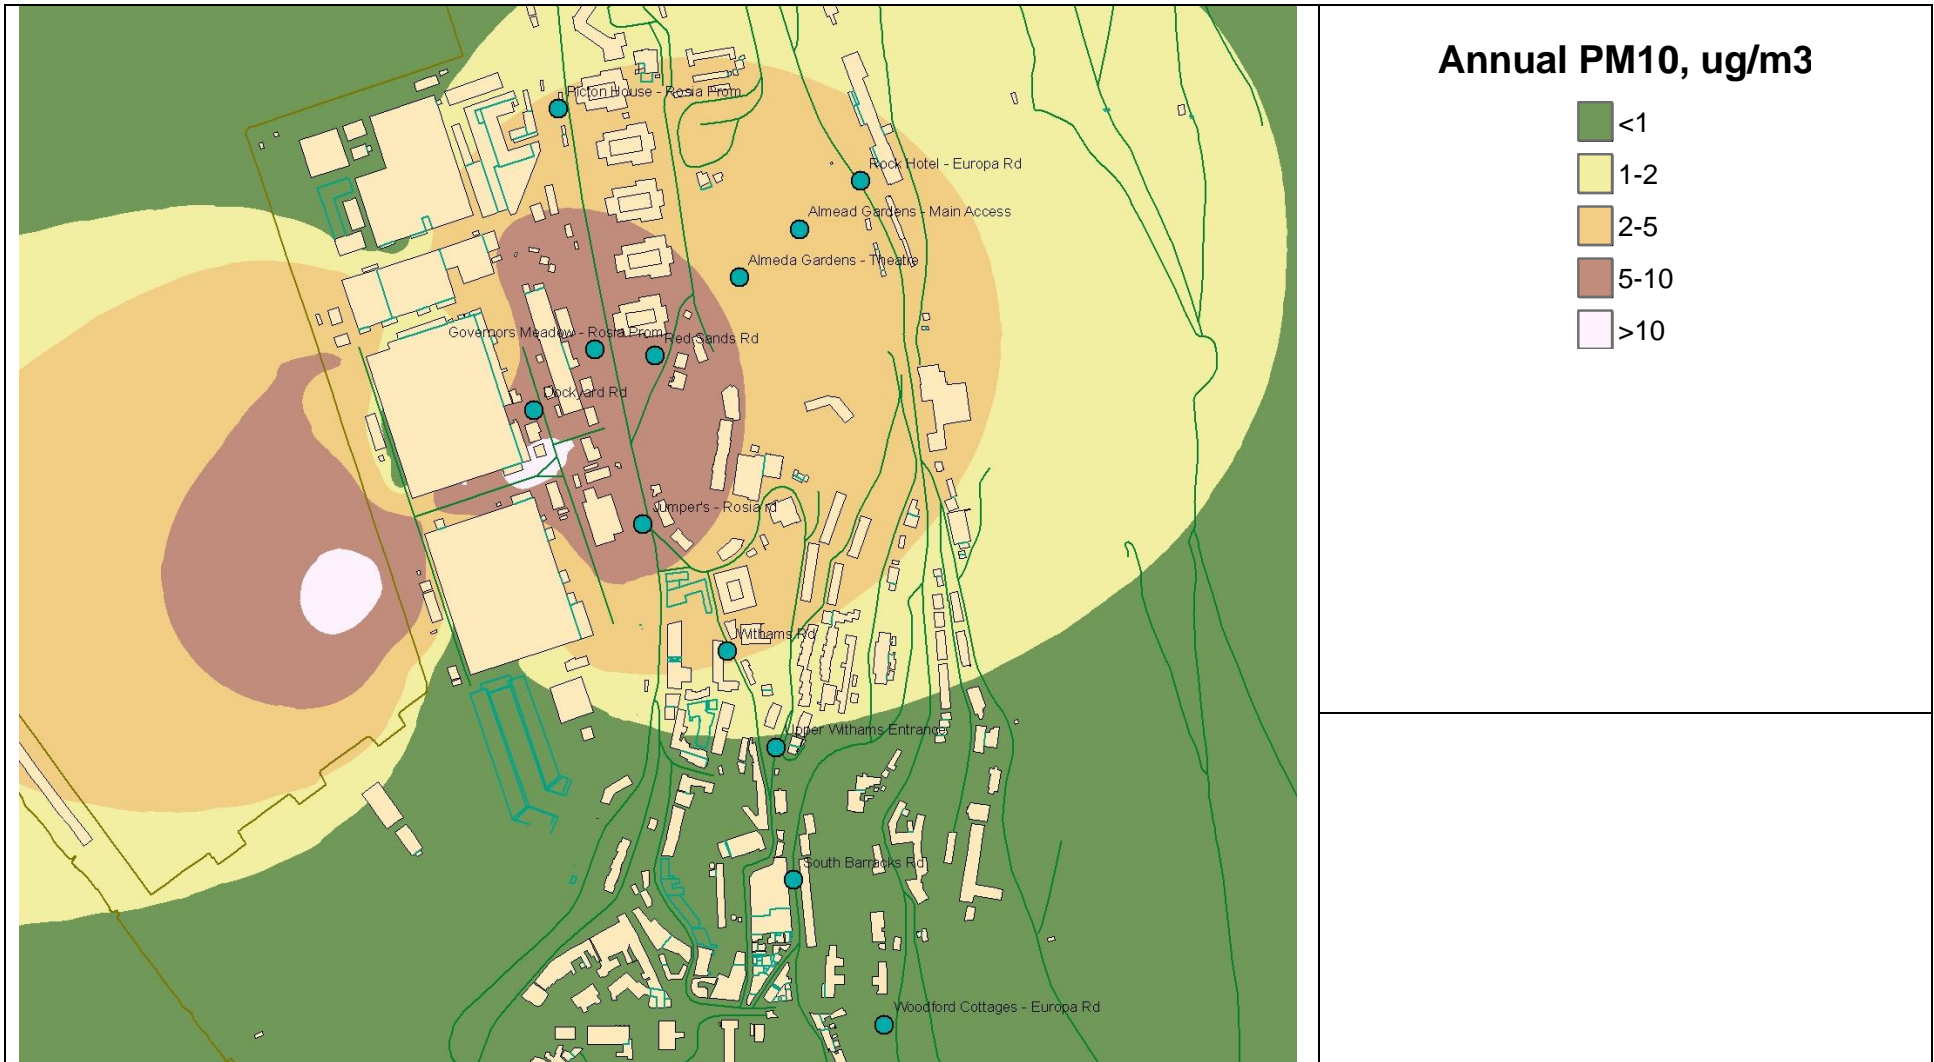 Annual PM10, ug/m3
<1
1-2
2-5
5-10
>10
Picton House - Rosia Prom
Rock Hotel - Europa Rd
Almead Gardens - Main Access
Almeda Gardens - Theatre
Governors Meadow - Rosia Prom
Red Sands Rd
Dockyard Rd
Jumper's - Rosia rd
Withams Rd
Upper Withams Entrance
South Barracks Rd
Woodford Cottages - Europa Rd